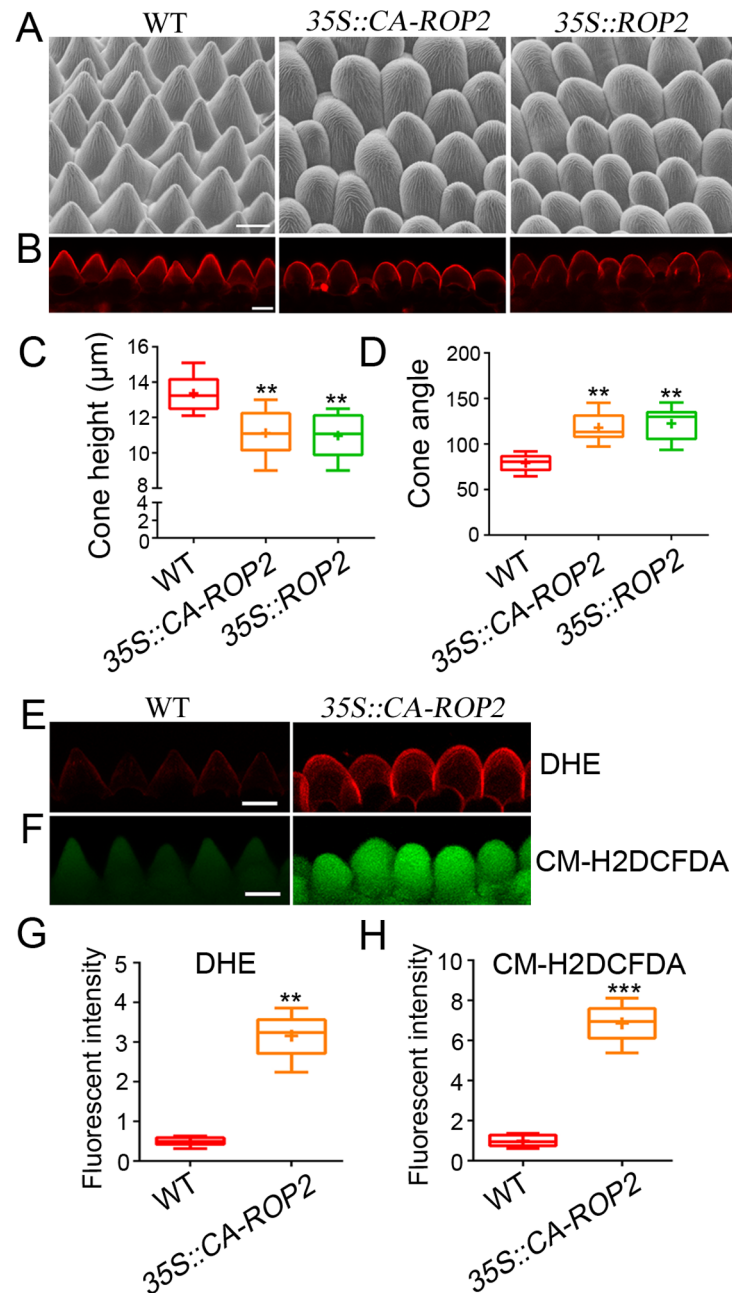 A WT 35S::CA-ROP2 35S::ROP2
B
C D
Cone height (μm)
16
14
12
10
8
4
2
0
** **
WT 35S::CA-ROP2 35S::ROP2
Cone angle
200
150
100
50
0
** **
WT 35S::CA-ROP2 35S::ROP2
E WT 35S::CA-ROP2
DHE
F
CM-H2DCFDA
G H
Fluorescent intensity
DHE
5
4
3
2
1
0
**
WT 35S::CA-ROP2
Fluorescent intensity
CM-H2DCFDA
10
8
6
4
2
0
***
WT 35S::CA-ROP2